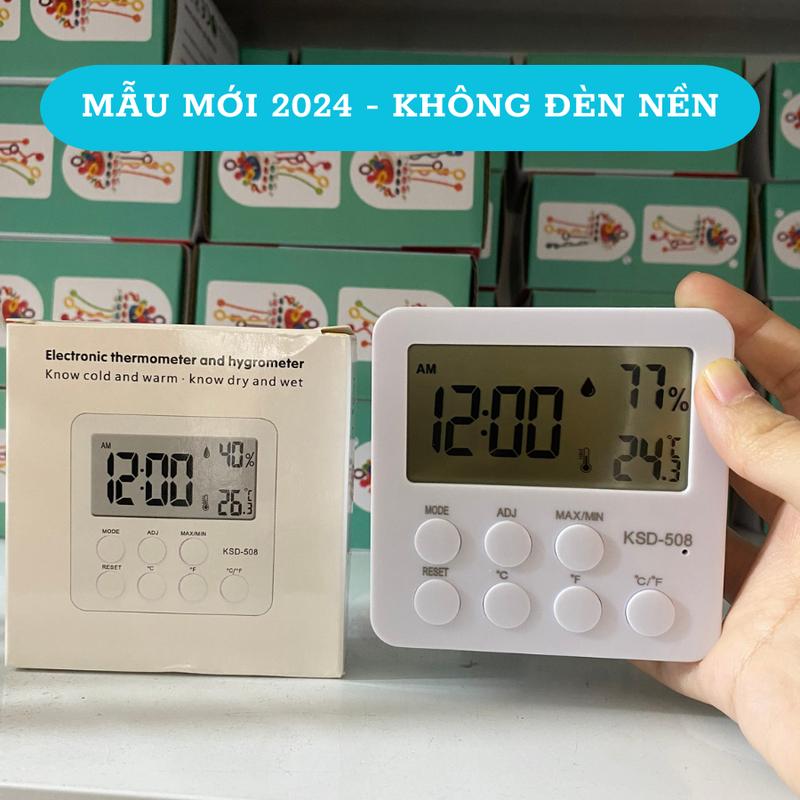 MẪU MỚI 2024 - KHÔNG ĐÈN NỀN
Electronic thermometer and hygrometer
Know cold and warm · know dry and wet
AM
12:00
40%
26.3°C
MODE ADJ MAX/MIN
KSD-508
RESET °C °F °C/°F
AM
12:00
77%
24.3°C
MODE ADJ MAX/MIN
KSD-508
RESET °C °F °C/°F